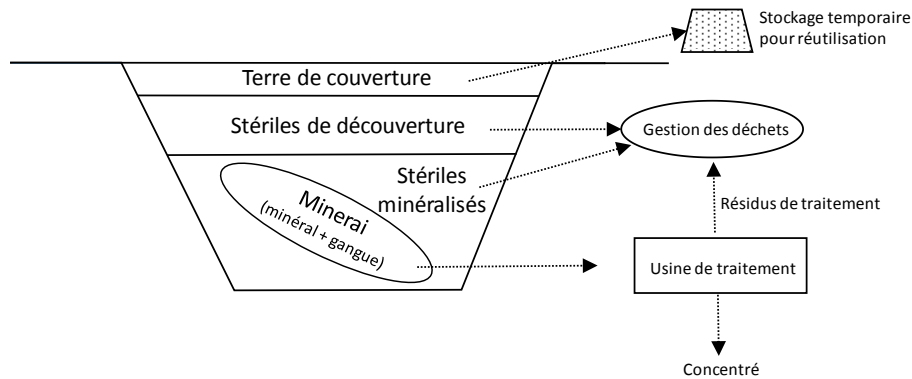 Stockage temporaire
pour réutilisation
Terre de couverture
Stériles de découverture
Gestion des déchets
Stériles
minéralisés
Minerai
(minéral + gangue)
Résidus de traitement
Usine de traitement
Concentré